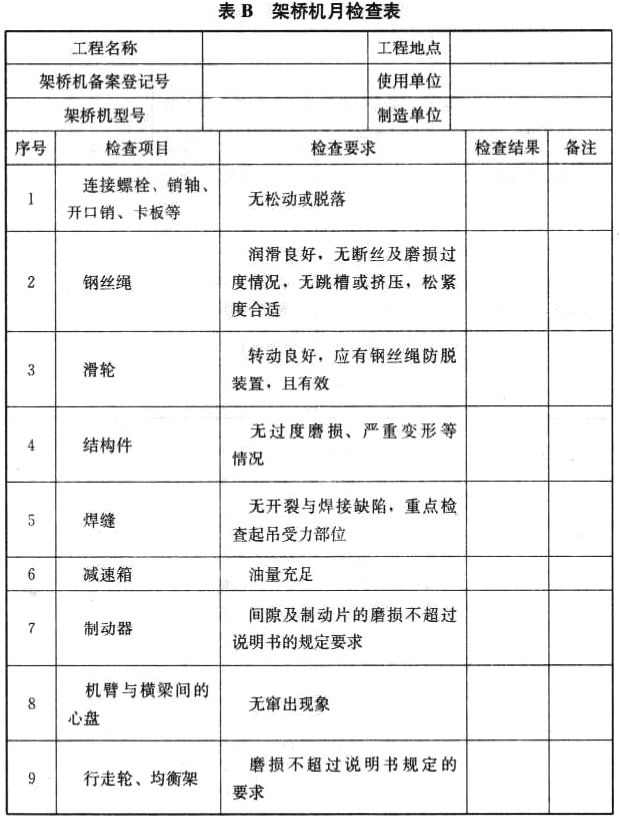 表 B 架桥机月检查表
工程名称 工程地点
架桥机备案登记号 使用单位
架桥机型号 制造单位
序号 检查项目 检查要求 检查结果 备注
1 连接螺栓、销轴、
开口销、卡板等
无松动或脱落
2 钢丝绳
润滑良好，无断丝及磨损过
度情况，无跳槽或挤压，松紧
度合适
3 滑轮
转动良好，应有钢丝绳防脱
装置，且有效
4 结构件
无过度磨损、严重变形等
情况
5 焊缝
无开裂与焊接缺陷，重点检
查起吊受力部位
6 减速箱 油量充足
7 制动器
间隙及制动片的磨损不超过
说明书的规定要求
8 机臂与横梁间的
心盘
无窜出现象
9 行走轮、均衡架
磨损不超过说明书规定的
要求